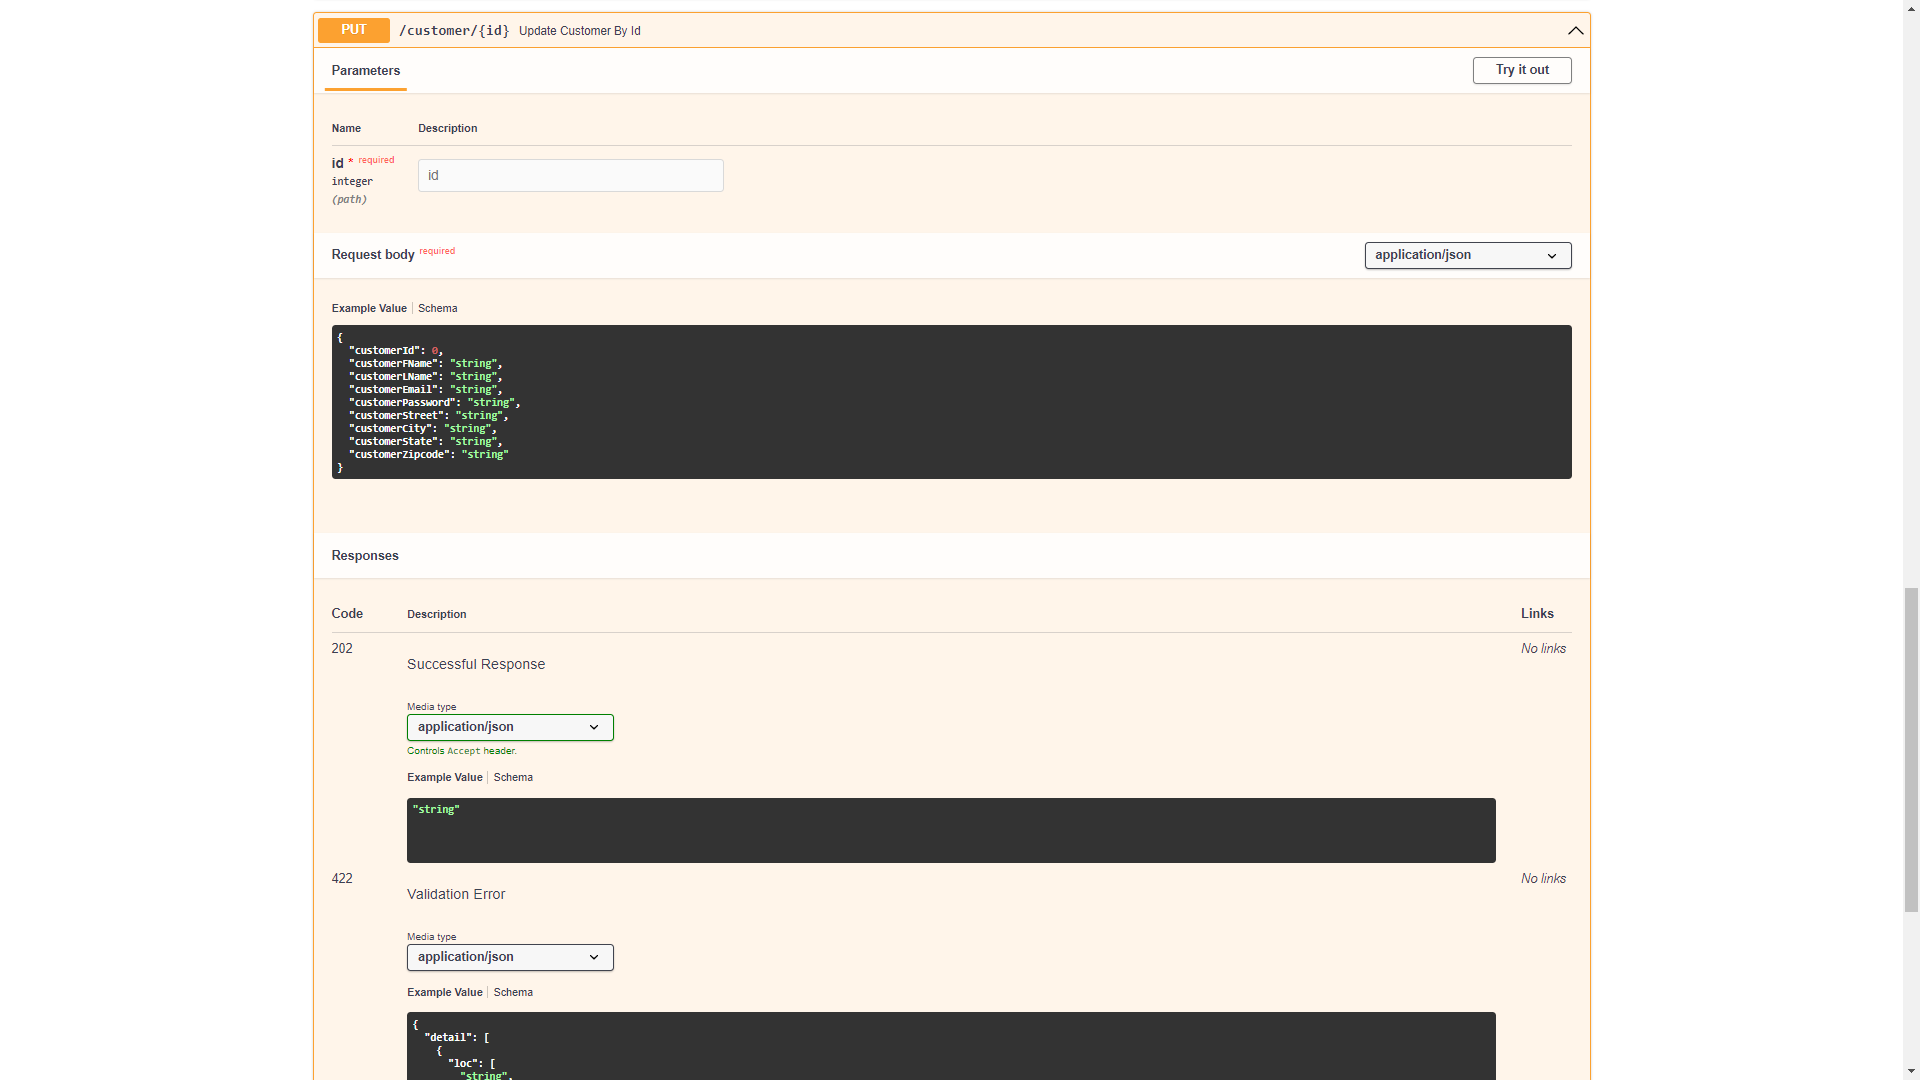 PUT /customer/{id} Update Customer By Id
Parameters
Try it out
Name Description
id * required
integer
(path)
id
Request body required
application/json
Example Value Schema
{
"customerId": 0,
"customerFName": "string",
"customerLName": "string",
"customerEmail": "string",
"customerPassword": "string",
"customerStreet": "string",
"customerCity": "string",
"customerState": "string",
"customerZipcode": "string"
}
Responses
Code Description Links
202 No links
Successful Response
Media type
application/json
Controls Accept header.
Example Value Schema
"string"
422 No links
Validation Error
Media type
application/json
Example Value Schema
{
"detail": [
{
"loc": [
"string",